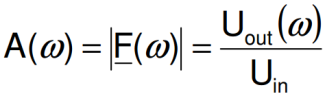 A(ω) = |F̲(ω)| = U_out(ω) / U_in